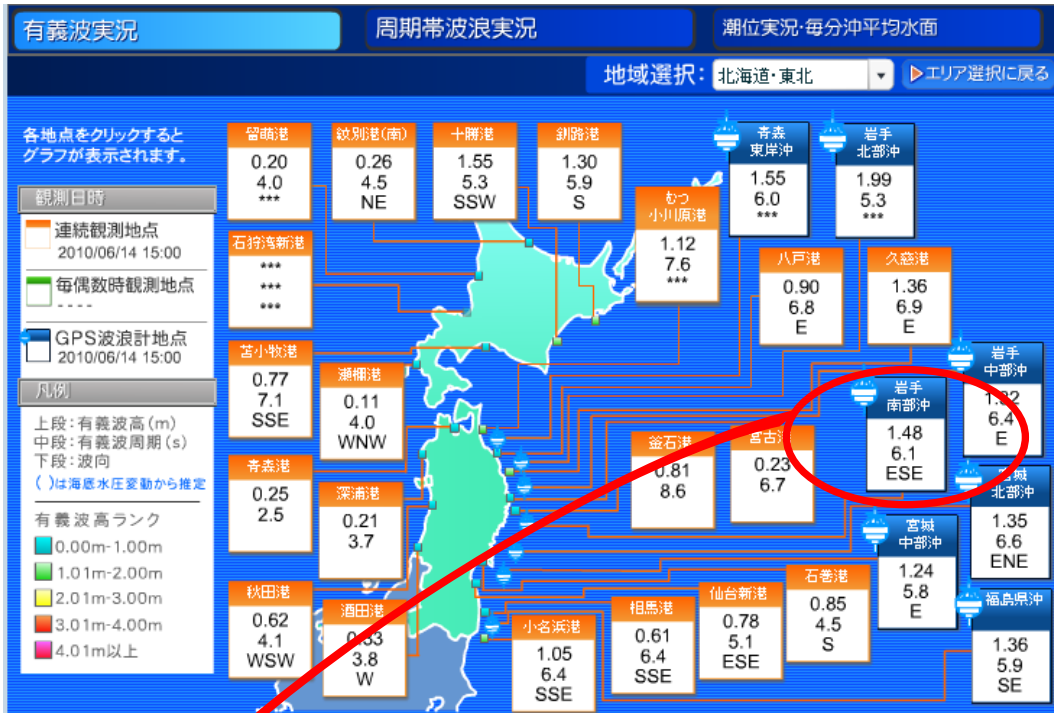 有義波実況
周期帯波浪実況
潮位実況・毎分沖平均水面
地域選択：
北海道・東北
エリア選択に戻る
各地点をクリックすると
グラフが表示されます。
観測日時
連続観測地点
2010/06/14 15:00
毎偶数時観測地点
----
GPS波浪計地点
2010/06/14 15:00
凡例
上段：有義波高(m)
中段：有義波周期(s)
下段：波向
( )は海底水圧変動から推定
有義波高ランク
0.00m-1.00m
1.01m-2.00m
2.01m-3.00m
3.01m-4.00m
4.01m以上
留萌港
0.20
4.0
***
紋別港(南)
0.26
4.5
NE
十勝港
1.55
5.3
SSW
釧路港
1.30
5.9
S
むつ
小川原港
1.12
7.6
***
青森
東岸沖
1.55
6.0
***
岩手
北部沖
1.99
5.3
***
石狩湾新港
***
***
***
八戸港
0.90
6.8
E
久慈港
1.36
6.9
E
苫小牧港
0.77
7.1
SSE
瀬棚港
0.11
4.0
WNW
岩手
中部沖
6.4
E
岩手
南部沖
1.48
6.1
ESE
釜石港
0.81
8.6
宮古港
0.23
6.7
青森港
0.25
2.5
深浦港
0.21
3.7
宮城
北部沖
1.35
6.6
ENE
宮城
中部沖
1.24
5.8
E
秋田港
0.62
4.1
WSW
酒田港
3.8
W
小名浜港
1.05
6.4
SSE
相馬港
0.61
6.4
SSE
仙台新港
0.78
5.1
ESE
石巻港
0.85
4.5
S
福島県沖
1.36
5.9
SE